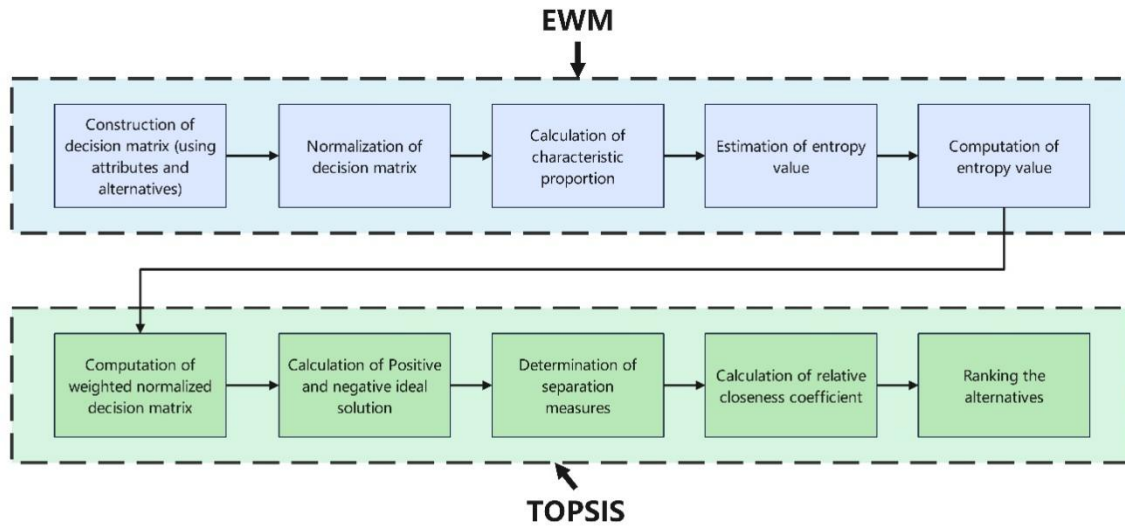 EWM
Construction of
decision matrix (using
attributes and
alternatives)
Normalization of
decision matrix
Calculation of
characteristic
proportion
Estimation of entropy
value
Computation of
entropy value
Computation of
weighted normalized
decision matrix
Calculation of Positive
and negative ideal
solution
Determination of
separation
measures
Calculation of relative
closeness coefficient
Ranking the
alternatives
TOPSIS